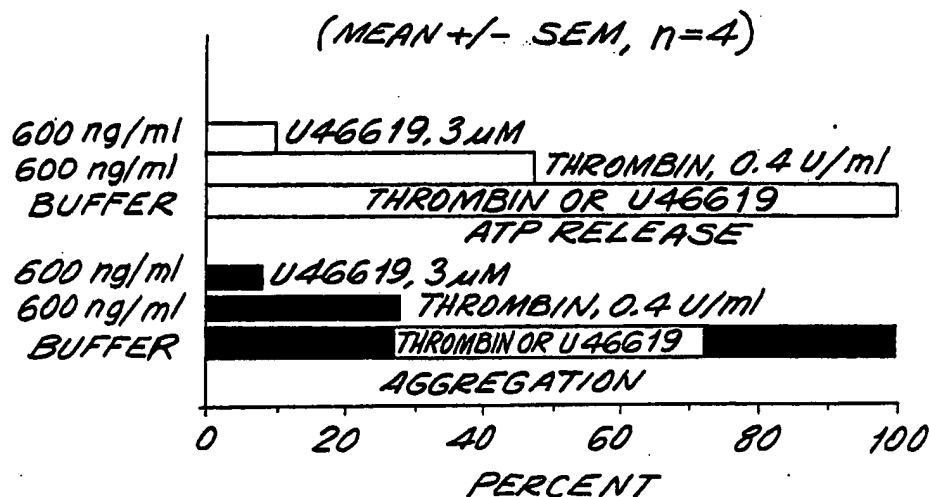 (MEAN +/- SEM, n=4)
600 ng/ml U46619, 3 µM
600 ng/ml THROMBIN, 0.4 U/ml
BUFFER THROMBIN OR U46619
ATP RELEASE
600 ng/ml U46619, 3 µM
600 ng/ml THROMBIN, 0.4 U/ml
BUFFER THROMBIN OR U46619
AGGREGATION
0 20 40 60 80 100
PERCENT